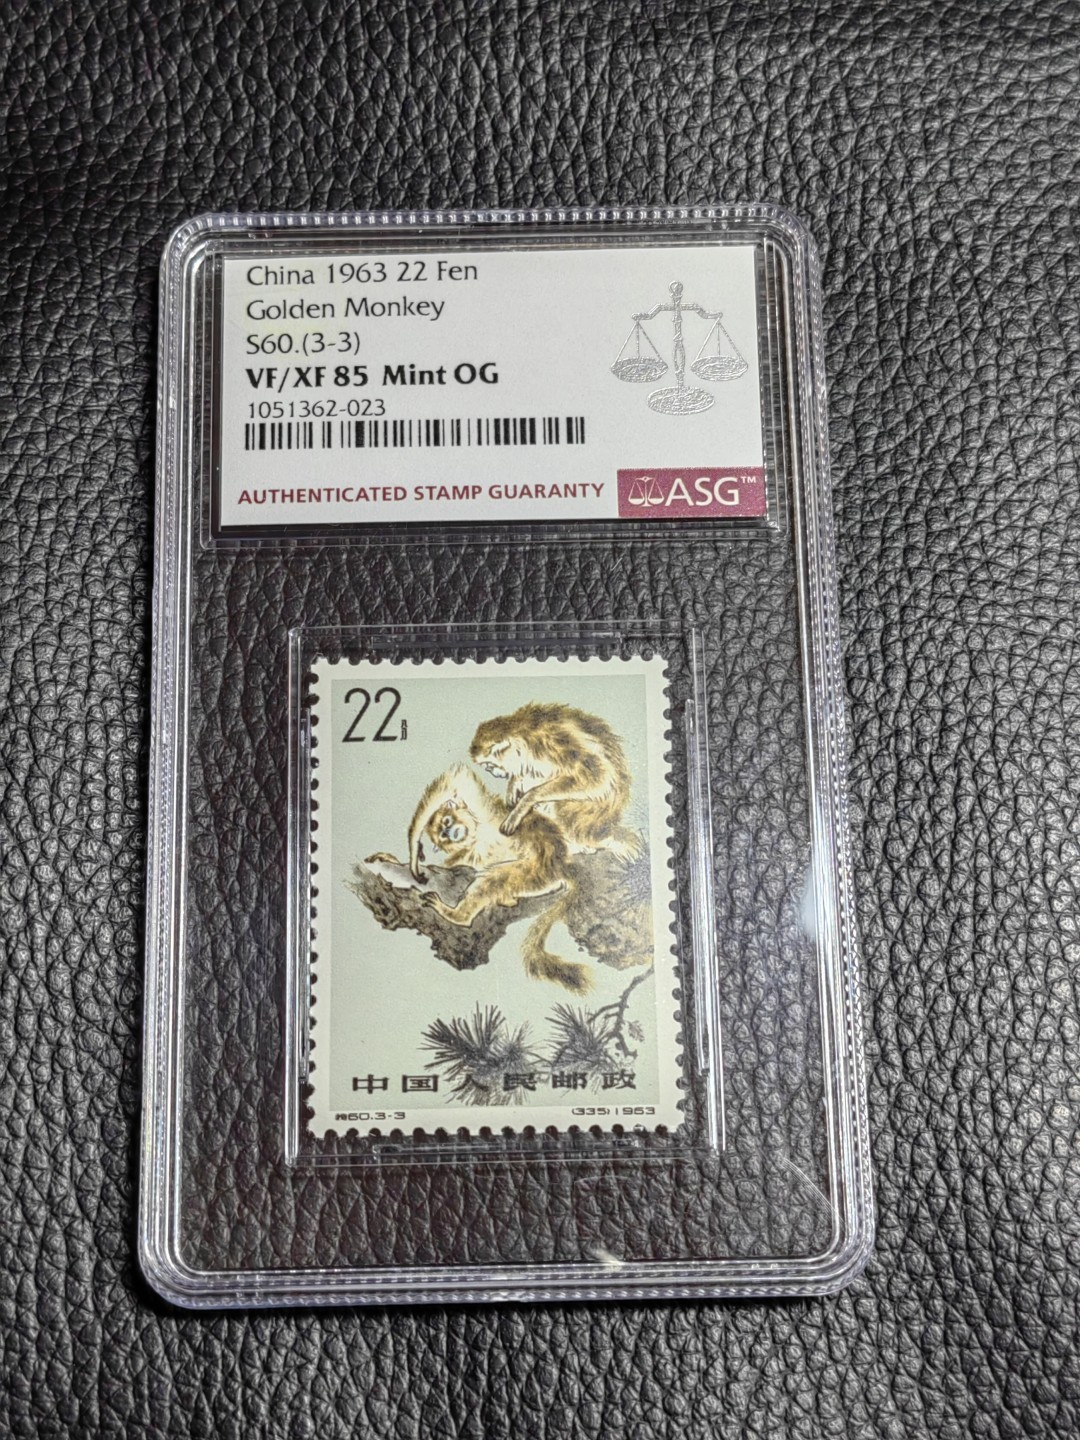 China 1963 22 Fen
Golden Monkey
S60.(3-3)
VF/XF 85 Mint OG
1051362-023
AUTHENTICATED STAMP GUARANTY
ASG™
22分
中国人民邮政
特60.3-3
(335)1963